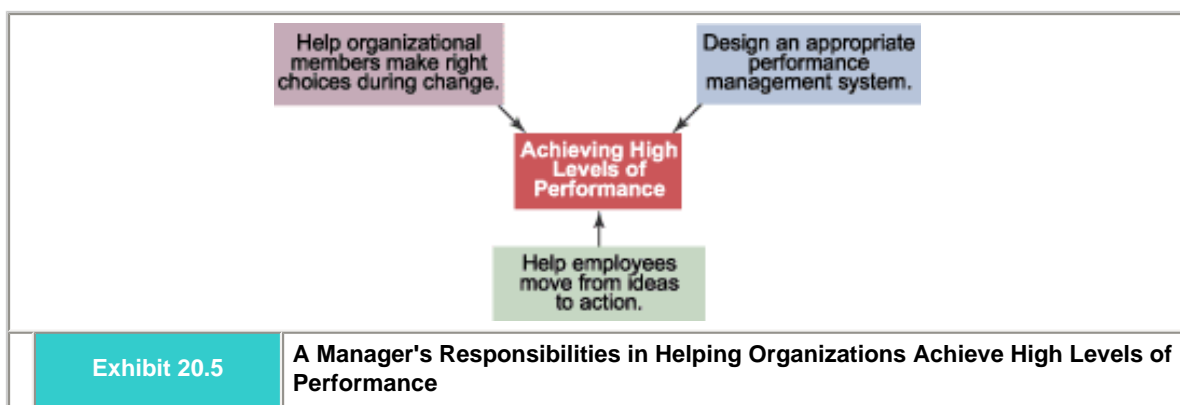 Help organizational
members make right
choices during change.
Design an appropriate
performance
management system.
Achieving High
Levels of
Performance
Help employees
move from ideas
to action.
Exhibit 20.5
A Manager's Responsibilities in Helping Organizations Achieve High Levels of
Performance